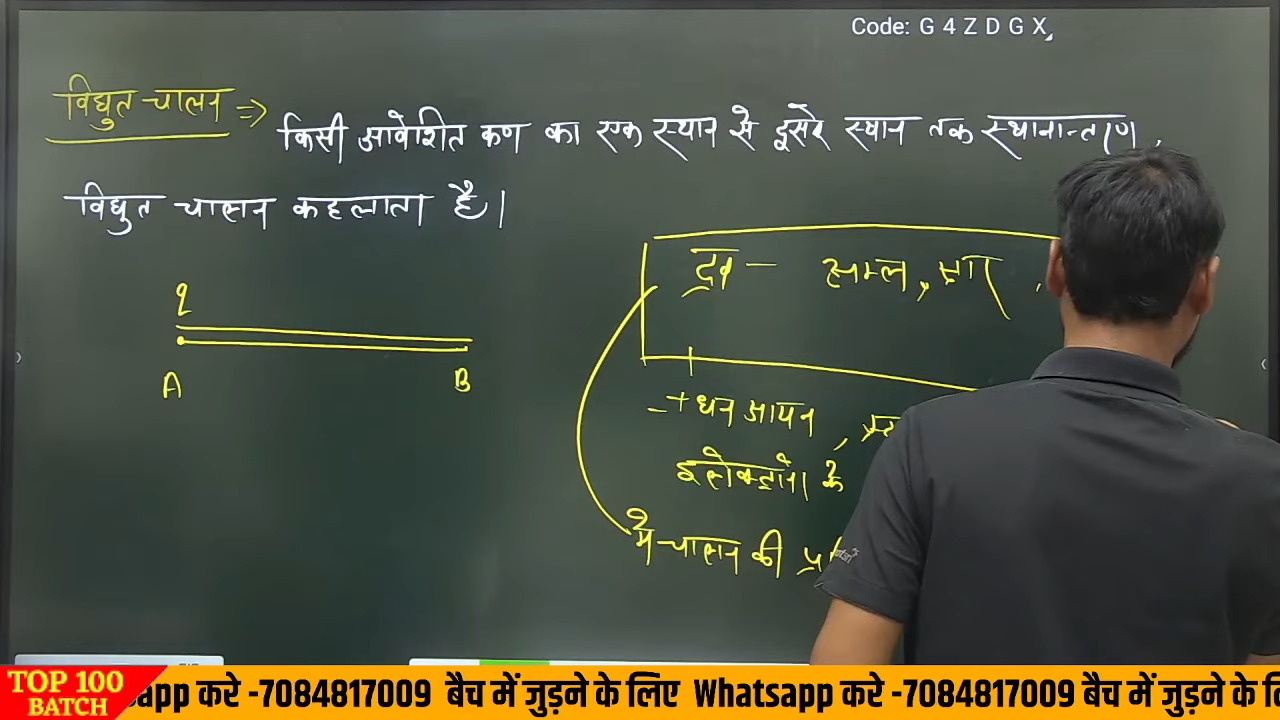 Code: G 4 Z D G X
विद्युत चालन => किसी आवेशित कण का एक स्थान से दूसरे स्थान तक स्थानान्तरण
विद्युत चालन कहलाता है।
q
A B
द्रव — अम्ल, क्षार
+ धन आयन ,
इलेक्ट्रॉनों के
में चालन की
TOP 100
BATCH
app करे -7084817009 बैच में जुड़ने के लिए Whatsapp करे -7084817009 बैच में जुड़ने के